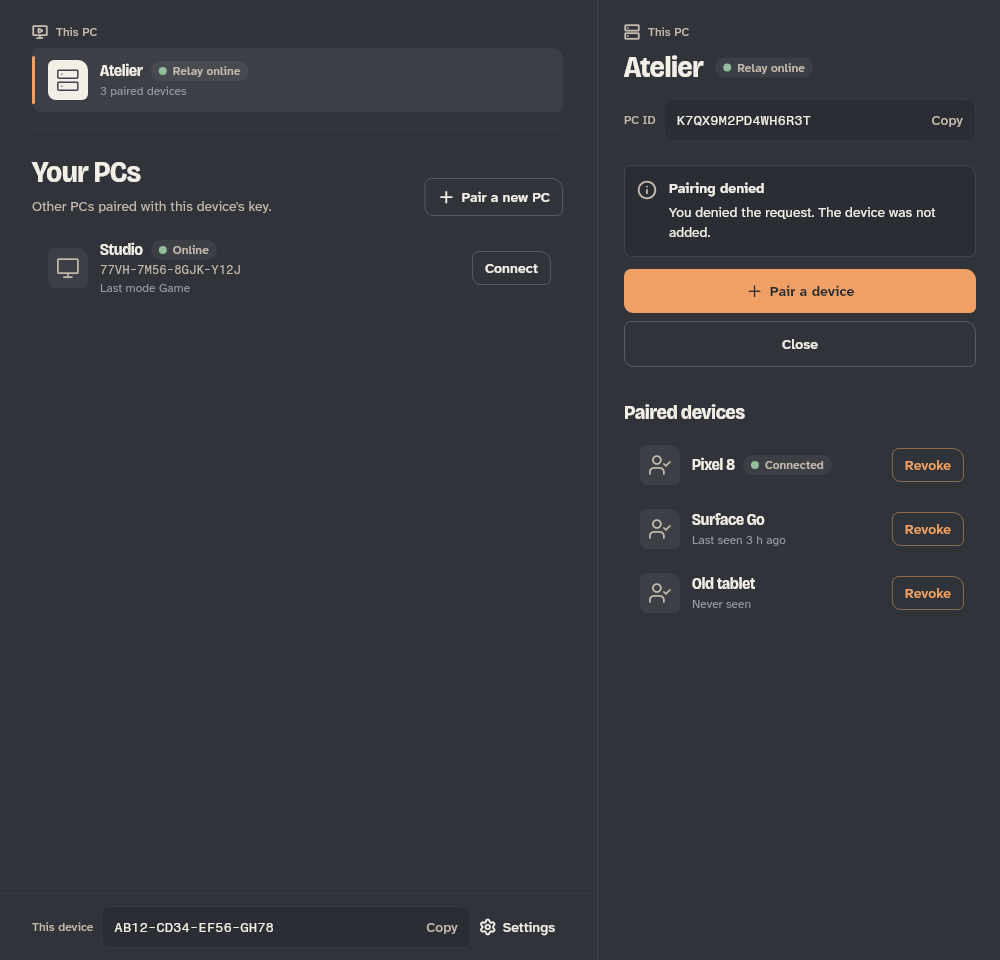 This PC
Atelier Relay online
3 paired devices
Your PCs
Other PCs paired with this device's key.
Pair a new PC
Studio Online
77VH-7M56-8GJK-Y12J
Last mode Game
Connect
This device AB12-CD34-EF56-GH78 Copy Settings
This PC
Atelier Relay online
PC ID K7QX9M2PD4WH6R3T Copy
Pairing denied
You denied the request. The device was not
added.
Pair a device
Close
Paired devices
Pixel 8 Connected
Revoke
Surface Go
Last seen 3 h ago
Revoke
Old tablet
Never seen
Revoke